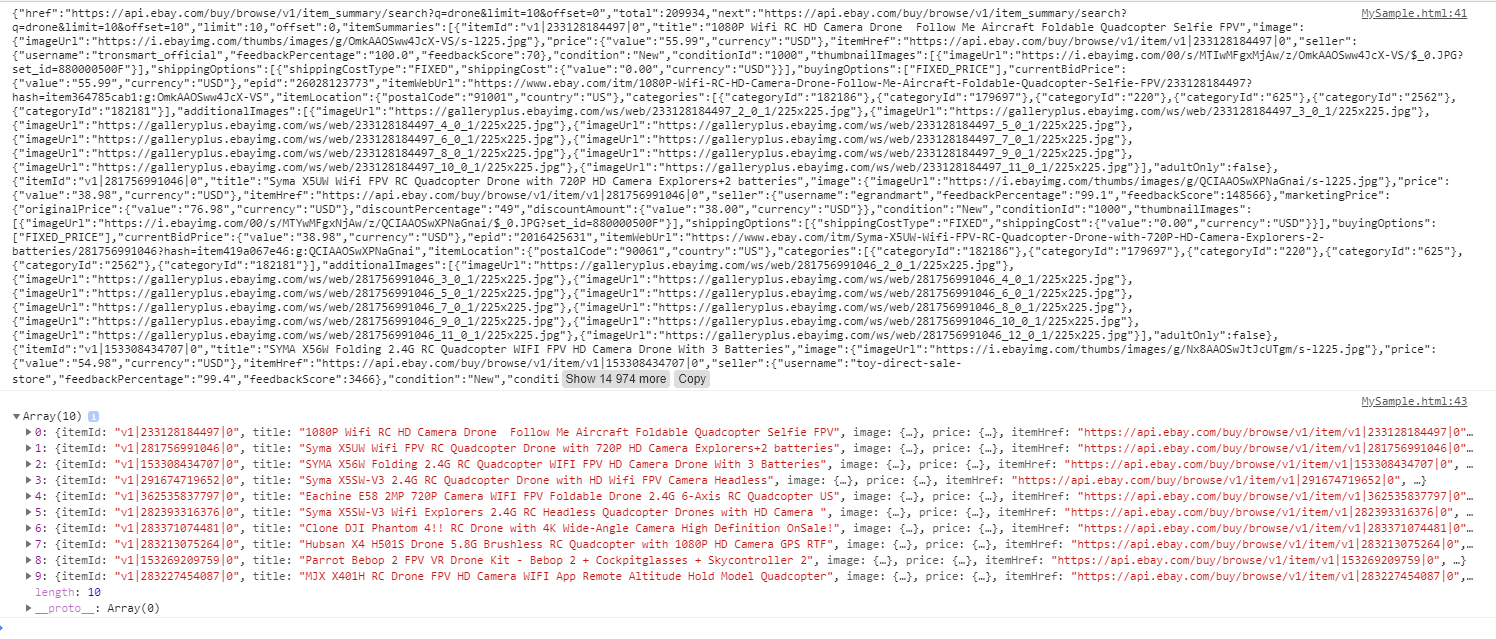 {"href":"https://api.ebay.com/buy/browse/v1/item_summary/search?q=drone&limit=10&offset=0","total":209934,"next":"https://api.ebay.com/buy/browse/v1/item_summary/search? MySample.html:41
q=drone&limit=10&offset=10","limit":10,"offset":0,"itemSummaries":[{"itemId":"v1|233128184497|0","title":"1080P Wifi RC HD Camera Drone  Follow Me Aircraft Foldable Quadcopter Selfie FPV","image":
{"imageUrl":"https://i.ebayimg.com/thumbs/images/g/OmkAAOSww4JcX-VS/s-l225.jpg"},"price":{"value":"55.99","currency":"USD"},"itemHref":"https://api.ebay.com/buy/browse/v1/item/v1|233128184497|0","seller":
{"username":"tronsmart_official","feedbackPercentage":"100.0","feedbackScore":70},"condition":"New","conditionId":"1000","thumbnailImages":[{"imageUrl":"https://i.ebayimg.com/00/s/MTIwMFgxMjAw/z/OmkAAOSww4JcX-VS/$_0.JPG?
set_id=880000500F"}],"shippingOptions":[{"shippingCostType":"FIXED","shippingCost":{"value":"0.00","currency":"USD"}}],"buyingOptions":["FIXED_PRICE"],"currentBidPrice":
{"value":"55.99","currency":"USD"},"epid":"26028123773","itemWebUrl":"https://www.ebay.com/itm/1080P-Wifi-RC-HD-Camera-Drone-Follow-Me-Aircraft-Foldable-Quadcopter-Selfie-FPV/233128184497?
hash=item364785cab1:g:OmkAAOSww4JcX-VS","itemLocation":{"postalCode":"91001","country":"US"},"categories":[{"categoryId":"182186"},{"categoryId":"179697"},{"categoryId":"220"},{"categoryId":"625"},{"categoryId":"2562"},
{"categoryId":"182181"}],"additionalImages":[{"imageUrl":"https://galleryplus.ebayimg.com/ws/web/233128184497_2_0_1/225x225.jpg"},{"imageUrl":"https://galleryplus.ebayimg.com/ws/web/233128184497_3_0_1/225x225.jpg"},
{"imageUrl":"https://galleryplus.ebayimg.com/ws/web/233128184497_4_0_1/225x225.jpg"},{"imageUrl":"https://galleryplus.ebayimg.com/ws/web/233128184497_5_0_1/225x225.jpg"},
{"imageUrl":"https://galleryplus.ebayimg.com/ws/web/233128184497_6_0_1/225x225.jpg"},{"imageUrl":"https://galleryplus.ebayimg.com/ws/web/233128184497_7_0_1/225x225.jpg"},
{"imageUrl":"https://galleryplus.ebayimg.com/ws/web/233128184497_8_0_1/225x225.jpg"},{"imageUrl":"https://galleryplus.ebayimg.com/ws/web/233128184497_9_0_1/225x225.jpg"},
{"imageUrl":"https://galleryplus.ebayimg.com/ws/web/233128184497_10_0_1/225x225.jpg"},{"imageUrl":"https://galleryplus.ebayimg.com/ws/web/233128184497_11_0_1/225x225.jpg"}],"adultOnly":false},
{"itemId":"v1|281756991046|0","title":"Syma X5UW Wifi FPV RC Quadcopter Drone with 720P HD Camera Explorers+2 batteries","image":{"imageUrl":"https://i.ebayimg.com/thumbs/images/g/QCIAAOSwXPNaGnai/s-l225.jpg"},"price":
{"value":"38.98","currency":"USD"},"itemHref":"https://api.ebay.com/buy/browse/v1/item/v1|281756991046|0","seller":{"username":"egrandmart","feedbackPercentage":"99.1","feedbackScore":148566},"marketingPrice":
{"originalPrice":{"value":"76.98","currency":"USD"},"discountPercentage":"49","discountAmount":{"value":"38.00","currency":"USD"}},"condition":"New","conditionId":"1000","thumbnailImages":
[{"imageUrl":"https://i.ebayimg.com/00/s/MTYwMFgxNjAw/z/QCIAAOSwXPNaGnai/$_0.JPG?set_id=880000500F"}],"shippingOptions":[{"shippingCostType":"FIXED","shippingCost":{"value":"0.00","currency":"USD"}}],"buyingOptions":
["FIXED_PRICE"],"currentBidPrice":{"value":"38.98","currency":"USD"},"epid":"2016425631","itemWebUrl":"https://www.ebay.com/itm/Syma-X5UW-Wifi-FPV-RC-Quadcopter-Drone-with-720P-HD-Camera-Explorers-2-
batteries/281756991046?hash=item419a067e46:g:QCIAAOSwXPNaGnai","itemLocation":{"postalCode":"90061","country":"US"},"categories":[{"categoryId":"182186"},{"categoryId":"179697"},{"categoryId":"220"},{"categoryId":"625"},
{"categoryId":"2562"},{"categoryId":"182181"}],"additionalImages":[{"imageUrl":"https://galleryplus.ebayimg.com/ws/web/281756991046_2_0_1/225x225.jpg"},
{"imageUrl":"https://galleryplus.ebayimg.com/ws/web/281756991046_3_0_1/225x225.jpg"},{"imageUrl":"https://galleryplus.ebayimg.com/ws/web/281756991046_4_0_1/225x225.jpg"},
{"imageUrl":"https://galleryplus.ebayimg.com/ws/web/281756991046_5_0_1/225x225.jpg"},{"imageUrl":"https://galleryplus.ebayimg.com/ws/web/281756991046_6_0_1/225x225.jpg"},
{"imageUrl":"https://galleryplus.ebayimg.com/ws/web/281756991046_7_0_1/225x225.jpg"},{"imageUrl":"https://galleryplus.ebayimg.com/ws/web/281756991046_8_0_1/225x225.jpg"},
{"imageUrl":"https://galleryplus.ebayimg.com/ws/web/281756991046_9_0_1/225x225.jpg"},{"imageUrl":"https://galleryplus.ebayimg.com/ws/web/281756991046_10_0_1/225x225.jpg"},
{"imageUrl":"https://galleryplus.ebayimg.com/ws/web/281756991046_11_0_1/225x225.jpg"},{"imageUrl":"https://galleryplus.ebayimg.com/ws/web/281756991046_12_0_1/225x225.jpg"}],"adultOnly":false},
{"itemId":"v1|153308434707|0","title":"SYMA X56W Folding 2.4G RC Quadcopter WIFI FPV HD Camera Drone With 3 Batteries","image":{"imageUrl":"https://i.ebayimg.com/thumbs/images/g/Nx8AAOSwJtJcUTgm/s-l225.jpg"},"price":
{"value":"54.98","currency":"USD"},"itemHref":"https://api.ebay.com/buy/browse/v1/item/v1|153308434707|0","seller":{"username":"toy-direct-sale-
store","feedbackPercentage":"99.4","feedbackScore":3466},"condition":"New","conditi Show 14 974 more Copy
MySample.html:43
▼Array(10) i
▶0: {itemId: "v1|233128184497|0", title: "1080P Wifi RC HD Camera Drone  Follow Me Aircraft Foldable Quadcopter Selfie FPV", image: {…}, price: {…}, itemHref: "https://api.ebay.com/buy/browse/v1/item/v1|233128184497|0"…
▶1: {itemId: "v1|281756991046|0", title: "Syma X5UW Wifi FPV RC Quadcopter Drone with 720P HD Camera Explorers+2 batteries", image: {…}, price: {…}, itemHref: "https://api.ebay.com/buy/browse/v1/item/v1|281756991046|0"…
▶2: {itemId: "v1|153308434707|0", title: "SYMA X56W Folding 2.4G RC Quadcopter WIFI FPV HD Camera Drone With 3 Batteries", image: {…}, price: {…}, itemHref: "https://api.ebay.com/buy/browse/v1/item/v1|153308434707|0", …
▶3: {itemId: "v1|291674719652|0", title: "Syma X5SW-V3 2.4G RC Quadcopter Drone with HD Wifi FPV Camera Headless", image: {…}, price: {…}, itemHref: "https://api.ebay.com/buy/browse/v1/item/v1|291674719652|0", …}
▶4: {itemId: "v1|362535837797|0", title: "Eachine E58 2MP 720P Camera WIFI FPV Foldable Drone 2.4G 6-Axis RC Quadcopter US", image: {…}, price: {…}, itemHref: "https://api.ebay.com/buy/browse/v1/item/v1|362535837797|0"…
▶5: {itemId: "v1|282393316376|0", title: "Syma X5SW-V3 Wifi Explorers 2.4G RC Headless Quadcopter Drones with HD Camera ", image: {…}, price: {…}, itemHref: "https://api.ebay.com/buy/browse/v1/item/v1|282393316376|0",…
▶6: {itemId: "v1|283371074481|0", title: "Clone DJI Phantom 4!! RC Drone with 4K Wide-Angle Camera High Definition OnSale!", image: {…}, price: {…}, itemHref: "https://api.ebay.com/buy/browse/v1/item/v1|283371074481|0"…
▶7: {itemId: "v1|283213075264|0", title: "Hubsan X4 H501S Drone 5.8G Brushless RC Quadcopter with 1080P HD Camera GPS RTF", image: {…}, price: {…}, itemHref: "https://api.ebay.com/buy/browse/v1/item/v1|283213075264|0",…
▶8: {itemId: "v1|153269209759|0", title: "Parrot Bebop 2 FPV VR Drone Kit - Bebop 2 + Cockpitglasses + Skycontroller 2", image: {…}, price: {…}, itemHref: "https://api.ebay.com/buy/browse/v1/item/v1|153269209759|0", …}
▶9: {itemId: "v1|283227454087|0", title: "MJX X401H RC Drone FPV HD Camera WIFI App Remote Altitude Hold Model Quadcopter", image: {…}, price: {…}, itemHref: "https://api.ebay.com/buy/browse/v1/item/v1|283227454087|0",…
length: 10
▶__proto__: Array(0)